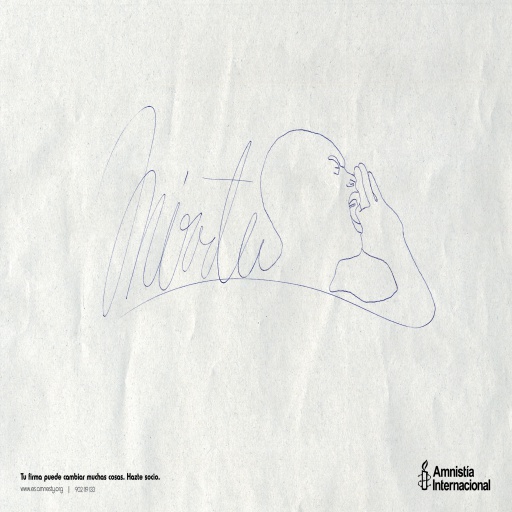 Tu firma puede cambiar muchas cosas. Hazte socio.
www.es.amnesty.org | 902 119 133
Amnistía
Internacional